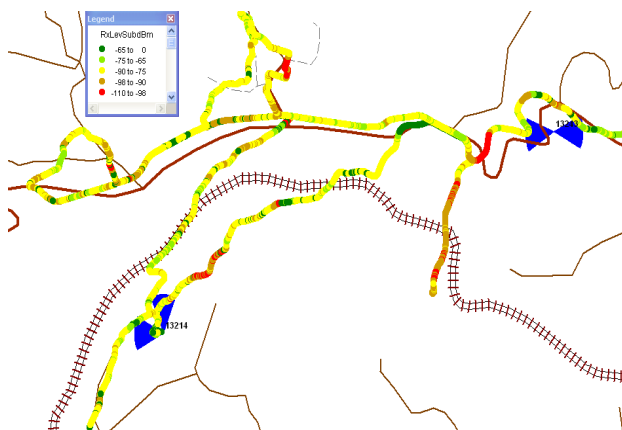 Legend
RxLevSubdBm
-65 to 0
-75 to -65
-90 to -75
-98 to -90
-110 to -98
13214